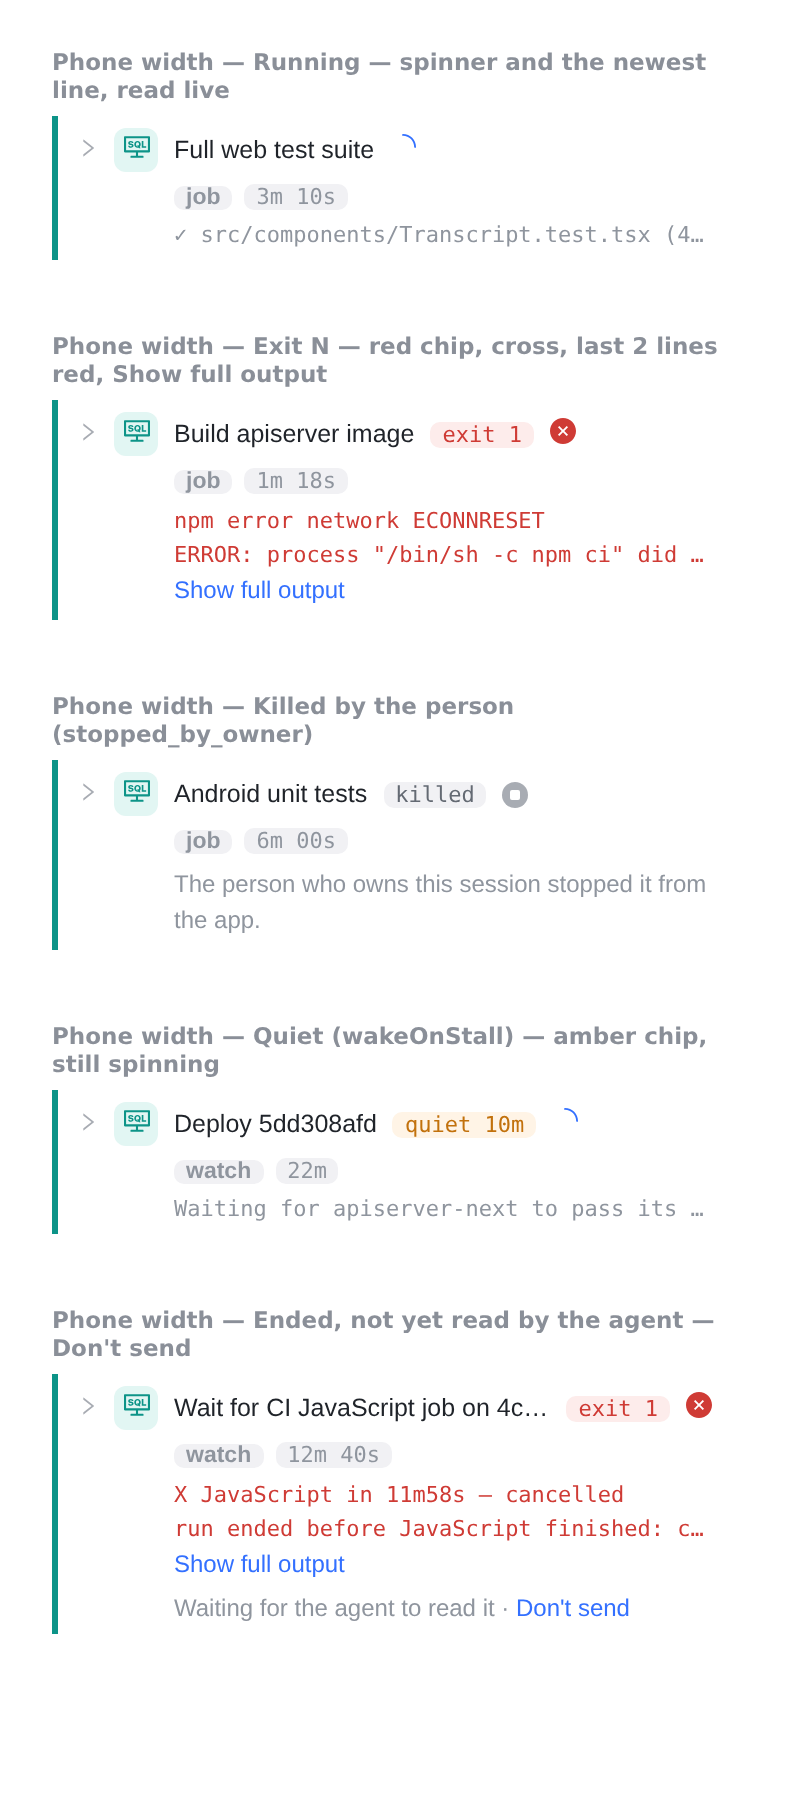 Phone width — Running — spinner and the newest
line, read live
SQL Full web test suite
job 3m 10s
✓ src/components/Transcript.test.tsx (4…
Phone width — Exit N — red chip, cross, last 2 lines
red, Show full output
SQL Build apiserver image exit 1
job 1m 18s
npm error network ECONNRESET
ERROR: process "/bin/sh -c npm ci" did …
Show full output
Phone width — Killed by the person
(stopped_by_owner)
SQL Android unit tests killed
job 6m 00s
The person who owns this session stopped it from
the app.
Phone width — Quiet (wakeOnStall) — amber chip,
still spinning
SQL Deploy 5dd308afd quiet 10m
watch 22m
Waiting for apiserver-next to pass its …
Phone width — Ended, not yet read by the agent —
Don't send
SQL Wait for CI JavaScript job on 4c… exit 1
watch 12m 40s
X JavaScript in 11m58s — cancelled
run ended before JavaScript finished: c…
Show full output
Waiting for the agent to read it · Don't send